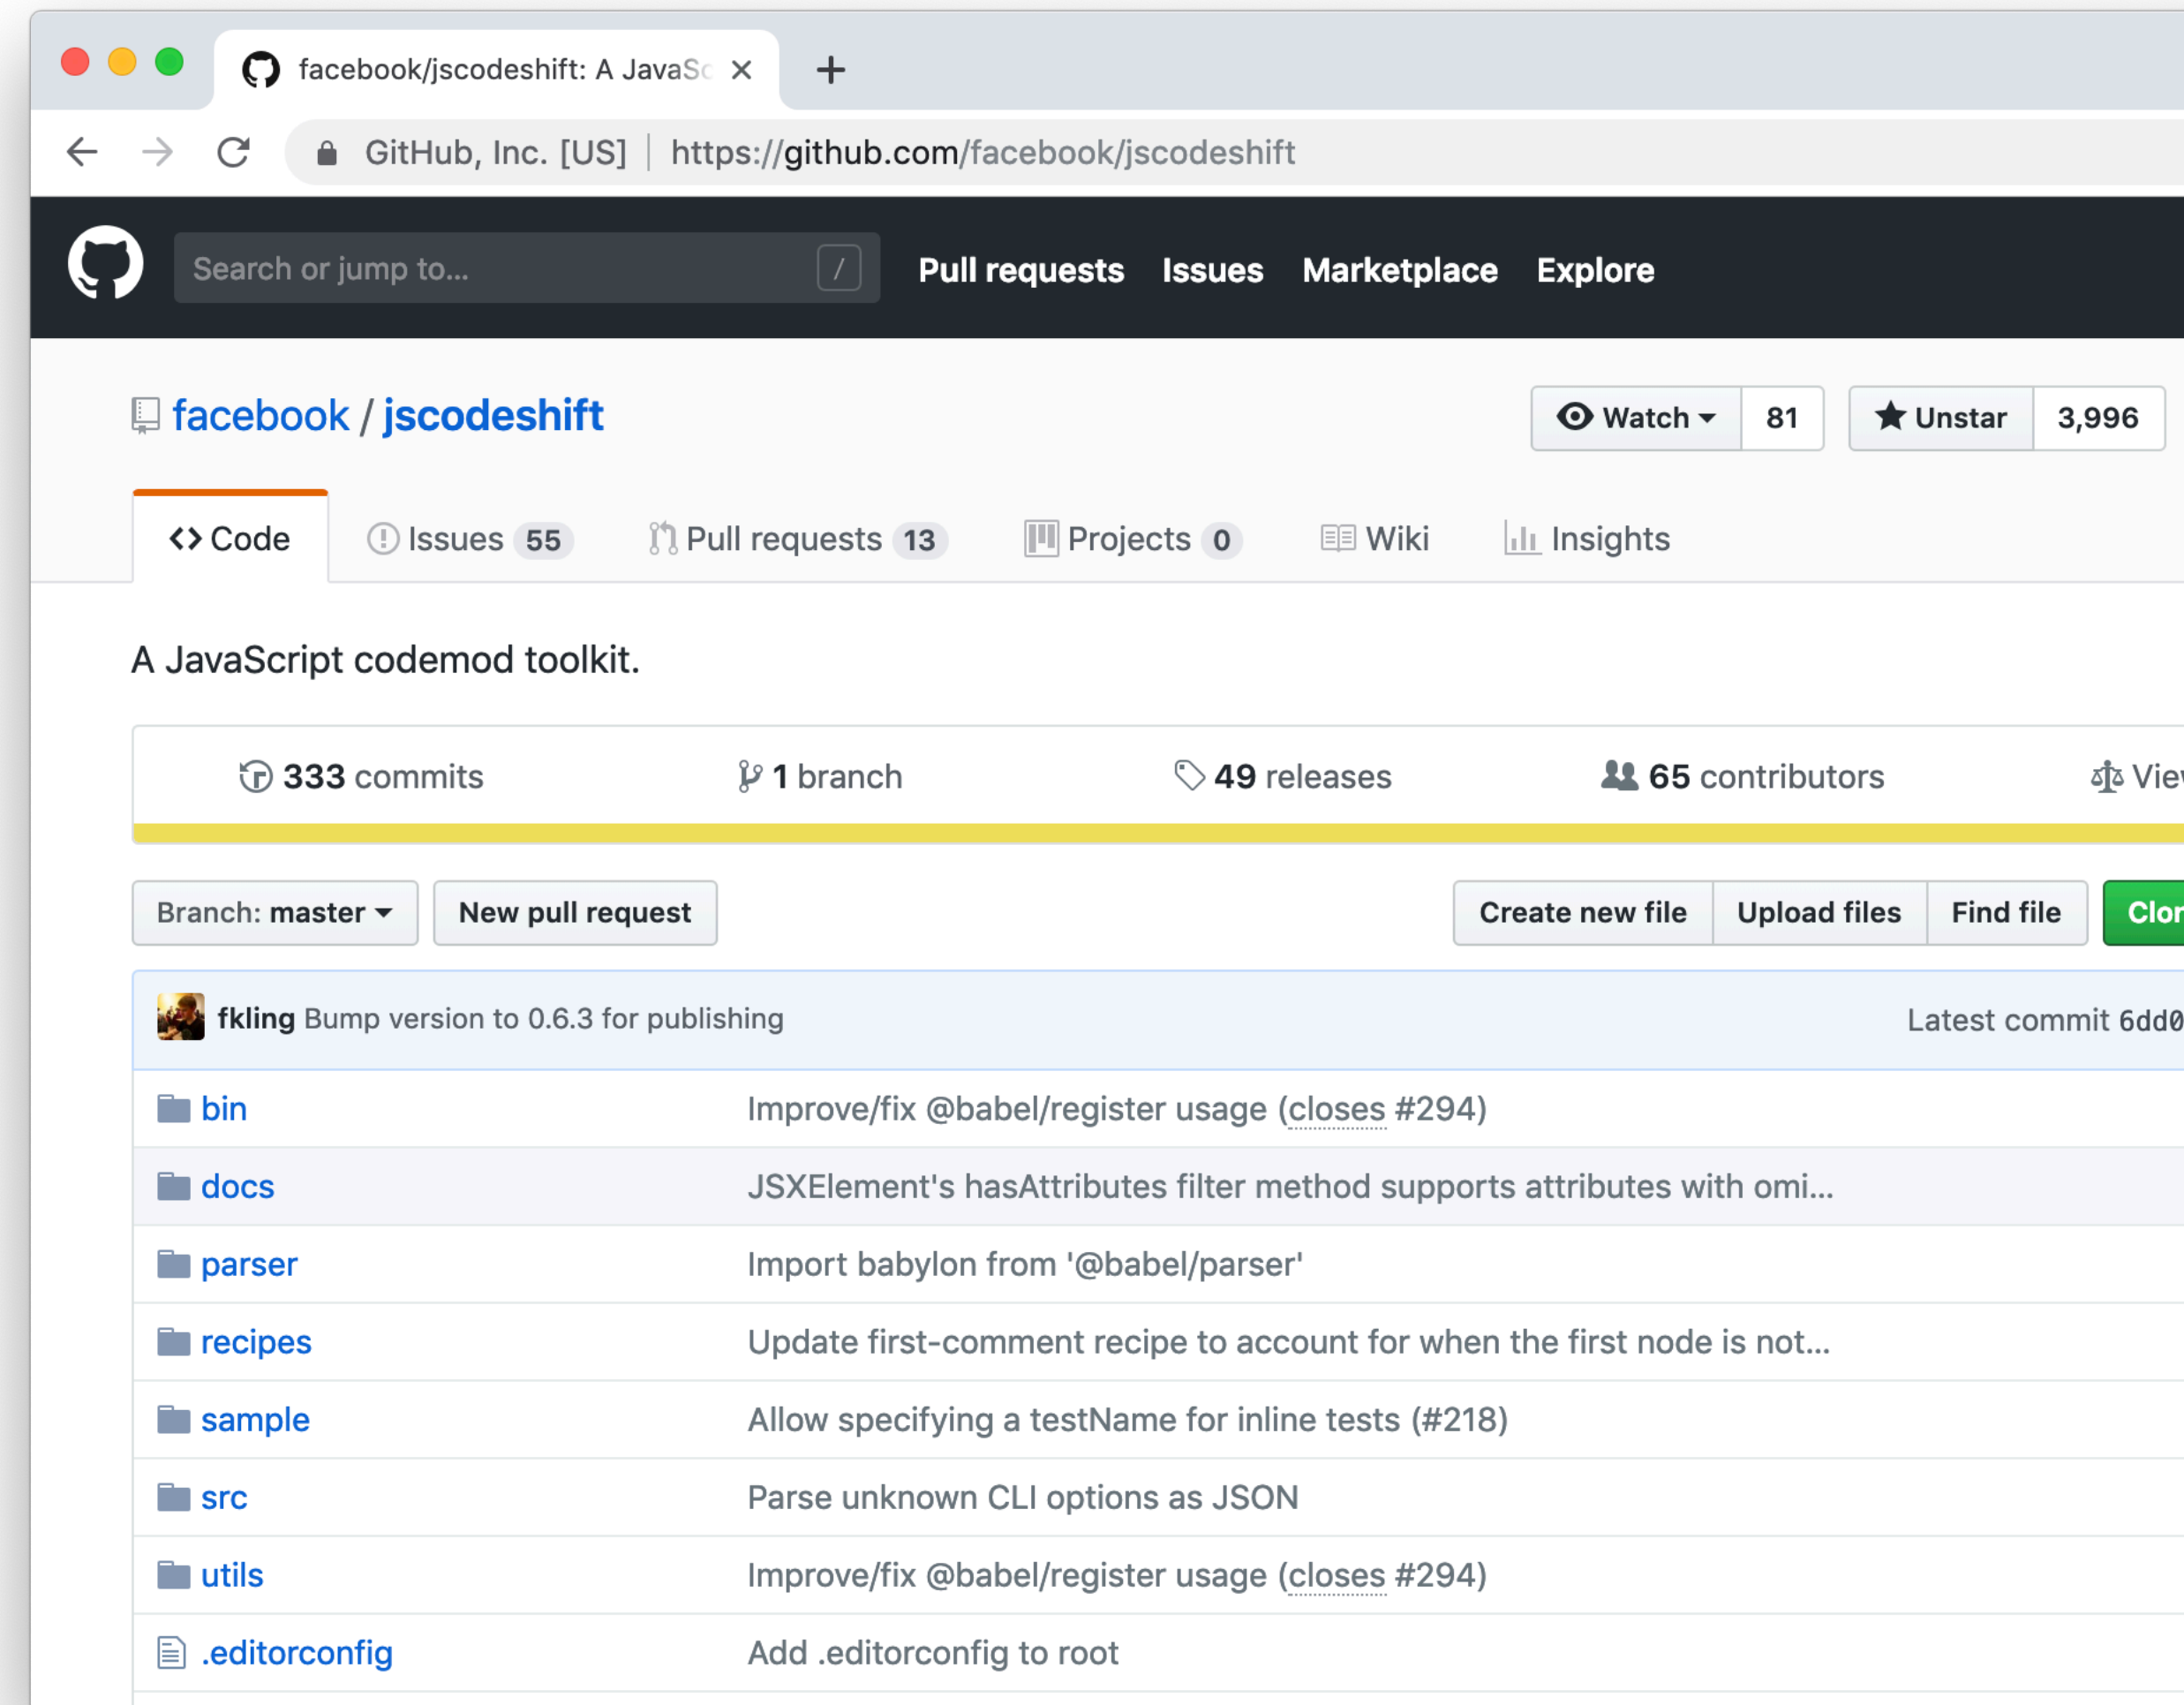 facebook/jscodeshift: A JavaSc
GitHub, Inc. [US] | https://github.com/facebook/jscodeshift
Search or jump to... / Pull requests Issues Marketplace Explore
facebook / jscodeshift Watch 81 Unstar 3,996
Code Issues 55 Pull requests 13 Projects 0 Wiki Insights
A JavaScript codemod toolkit.
333 commits 1 branch 49 releases 65 contributors Vie
Branch: master New pull request Create new file Upload files Find file Clon
fkling Bump version to 0.6.3 for publishing Latest commit 6dd0
bin Improve/fix @babel/register usage (closes #294)
docs JSXElement's hasAttributes filter method supports attributes with omi...
parser Import babylon from '@babel/parser'
recipes Update first-comment recipe to account for when the first node is not...
sample Allow specifying a testName for inline tests (#218)
src Parse unknown CLI options as JSON
utils Improve/fix @babel/register usage (closes #294)
.editorconfig Add .editorconfig to root